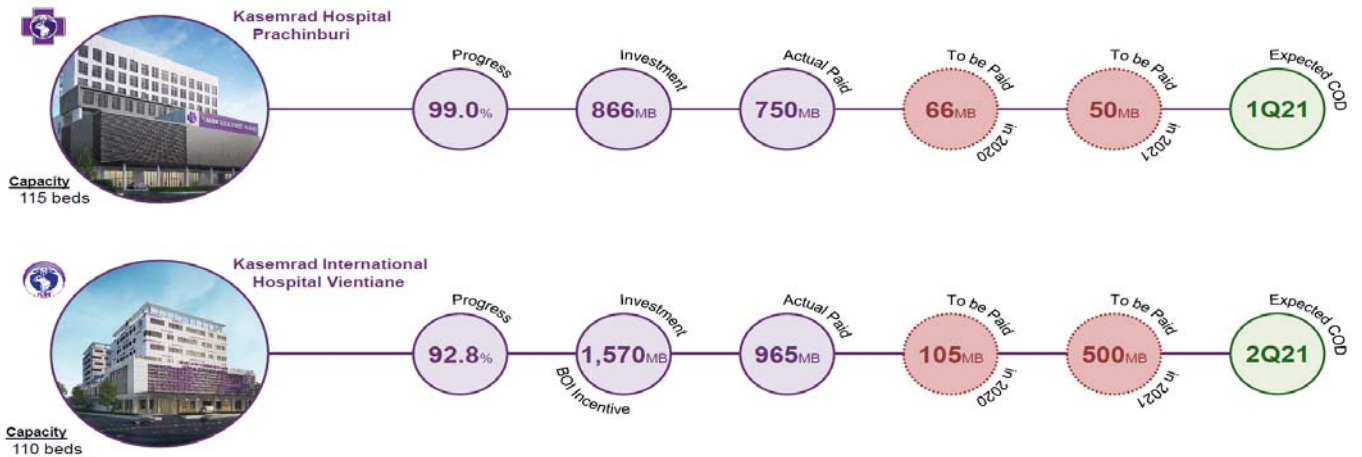 Kasemrad Hospital
Prachinburi
Capacity
115 beds
Progress
99.0%
Investment
866MB
Actual Paid
750MB
To be Paid
66MB
in 2020
To be Paid
50MB
in 2021
Expected COD
1Q21
Kasemrad International
Hospital Vientiane
Capacity
110 beds
Progress
92.8%
Investment
1,570MB
BOI Incentive
Actual Paid
965MB
To be Paid
105MB
in 2020
To be Paid
500MB
in 2021
Expected COD
2Q21